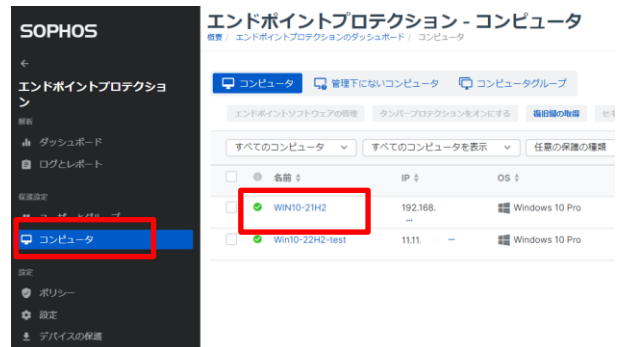 SOPHOS
エンドポイントプロテクション - コンピュータ
概要 / エンドポイントプロテクションのダッシュボード / コンピュータ
←
エンドポイントプロテクショ
ン
解析
ダッシュボード
ログとレポート
保護設定
ユーザーとグループ
コンピュータ
設定
ポリシー
設定
デバイスの保護
コンピュータ 管理下にないコンピュータ コンピュータグループ
エンドポイントソフトウェアの管理 タンパープロテクションをオンにする 復旧鍵の取得 セキ
すべてのコンピュータ すべてのコンピュータを表示 任意の保護の種類
名前 IP OS
WIN10-21H2 192.168. Windows 10 Pro
...
Win10-22H2-test 11.11. Windows 10 Pro